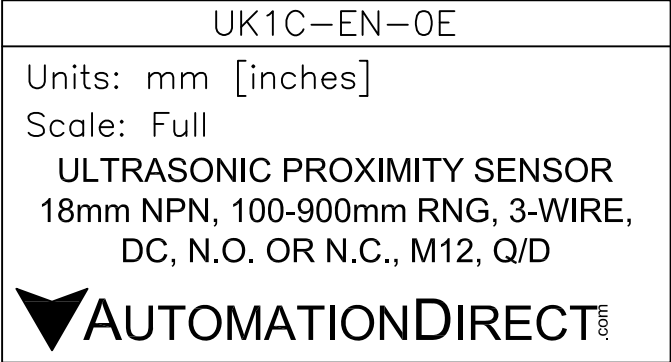 UK1C-EN-0E
Units: mm [inches]
Scale: Full
ULTRASONIC PROXIMITY SENSOR
18mm NPN, 100-900mm RNG, 3-WIRE,
DC, N.O. OR N.C., M12, Q/D
AUTOMATIONDIRECT.com